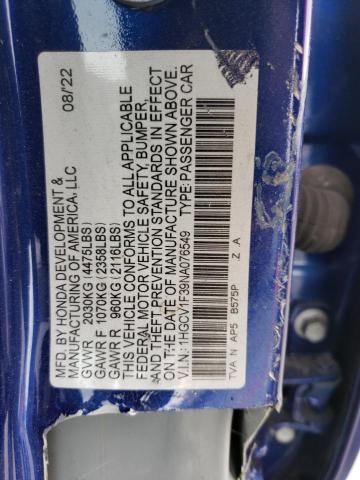 MFD. BY HONDA DEVELOPMENT & 08/22
MANUFACTURING OF AMERICA, LLC
GVWR 2030KG (4475LBS)
GAWR F 1070KG (2358LBS)
GAWR R 960KG (2116LBS)
THIS VEHICLE CONFORMS TO ALL APPLICABLE
FEDERAL MOTOR VEHICLE SAFETY, BUMPER,
AND THEFT PREVENTION STANDARDS IN EFFECT
ON THE DATE OF MANUFACTURE SHOWN ABOVE.
V.I.N.: 1HGCV1F39NA076549 TYPE: PASSENGER CAR
TVA N AP5 B575P .Z .A